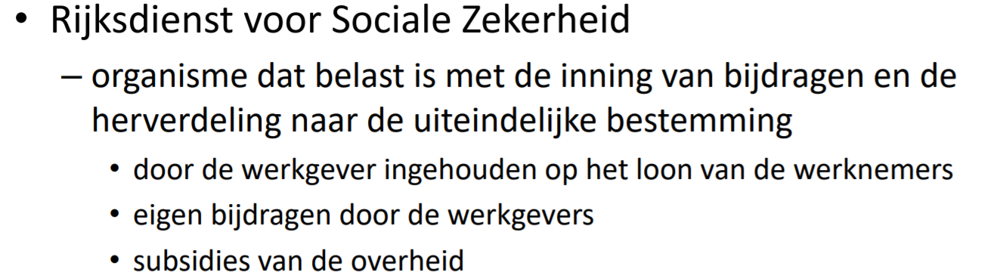 • Rijksdienst voor Sociale Zekerheid
– organisme dat belast is met de inning van bijdragen en de
herverdeling naar de uiteindelijke bestemming
• door de werkgever ingehouden op het loon van de werknemers
• eigen bijdragen door de werkgevers
• subsidies van de overheid